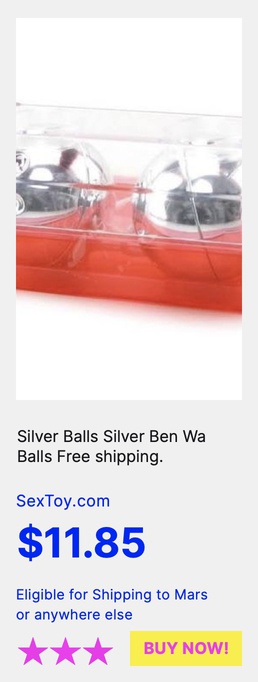 Silver Balls Silver Ben Wa
Balls Free shipping.
SexToy.com
$11.85
Eligible for Shipping to Mars
or anywhere else
BUY NOW!